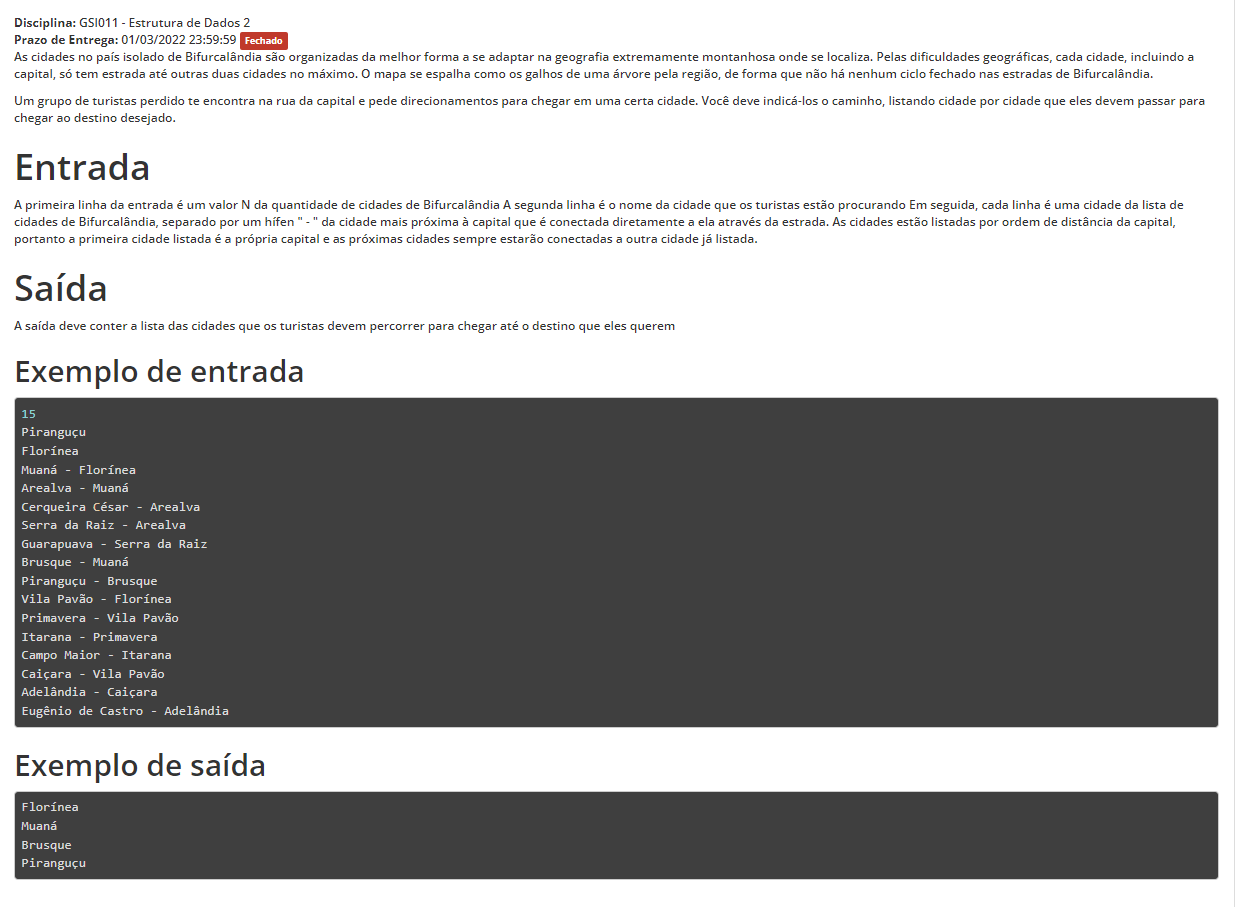 Disciplina: GSI011 - Estrutura de Dados 2
Prazo de Entrega: 01/03/2022 23:59:59 Fechado
As cidades no país isolado de Bifurcalândia são organizadas da melhor forma a se adaptar na geografia extremamente montanhosa onde se localiza. Pelas dificuldades geográficas, cada cidade, incluindo a
capital, só tem estrada até outras duas cidades no máximo. O mapa se espalha como os galhos de uma árvore pela região, de forma que não há nenhum ciclo fechado nas estradas de Bifurcalândia.
Um grupo de turistas perdido te encontra na rua da capital e pede direcionamentos para chegar em uma certa cidade. Você deve indicá-los o caminho, listando cidade por cidade que eles devem passar para
chegar ao destino desejado.
Entrada
A primeira linha da entrada é um valor N da quantidade de cidades de Bifurcalândia A segunda linha é o nome da cidade que os turistas estão procurando Em seguida, cada linha é uma cidade da lista de
cidades de Bifurcalândia, separado por um hífen " - " da cidade mais próxima à capital que é conectada diretamente a ela através da estrada. As cidades estão listadas por ordem de distância da capital,
portanto a primeira cidade listada é a própria capital e as próximas cidades sempre estarão conectadas a outra cidade já listada.
Saída
A saída deve conter a lista das cidades que os turistas devem percorrer para chegar até o destino que eles querem
Exemplo de entrada
15
Piranguçu
Florínea
Muaná - Florínea
Arealva - Muaná
Cerqueira César - Arealva
Serra da Raiz - Arealva
Guarapuava - Serra da Raiz
Brusque - Muaná
Piranguçu - Brusque
Vila Pavão - Florínea
Primavera - Vila Pavão
Itarana - Primavera
Campo Maior - Itarana
Caiçara - Vila Pavão
Adelândia - Caiçara
Eugênio de Castro - Adelândia
Exemplo de saída
Florínea
Muaná
Brusque
Piranguçu